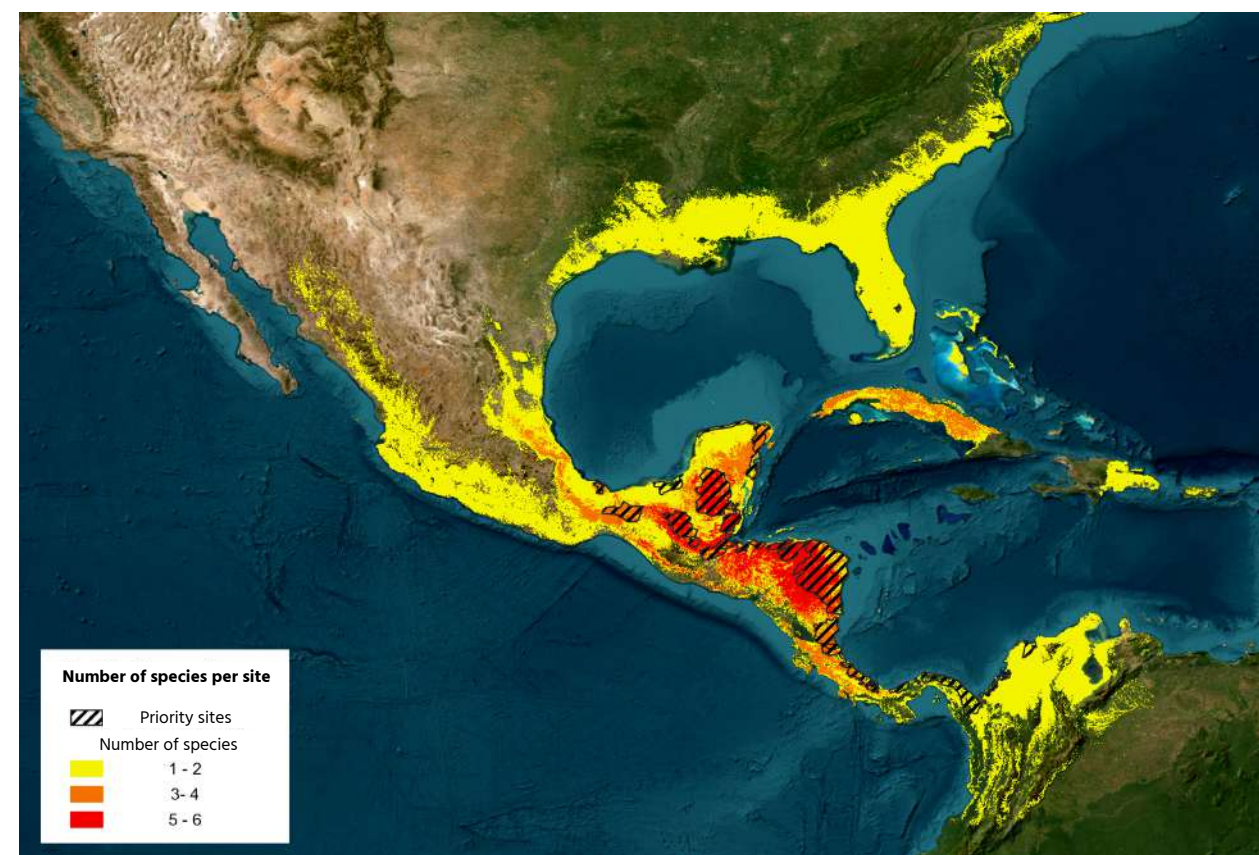 Number of species per site
Priority sites
Number of species
1 - 2
3- 4
5 - 6